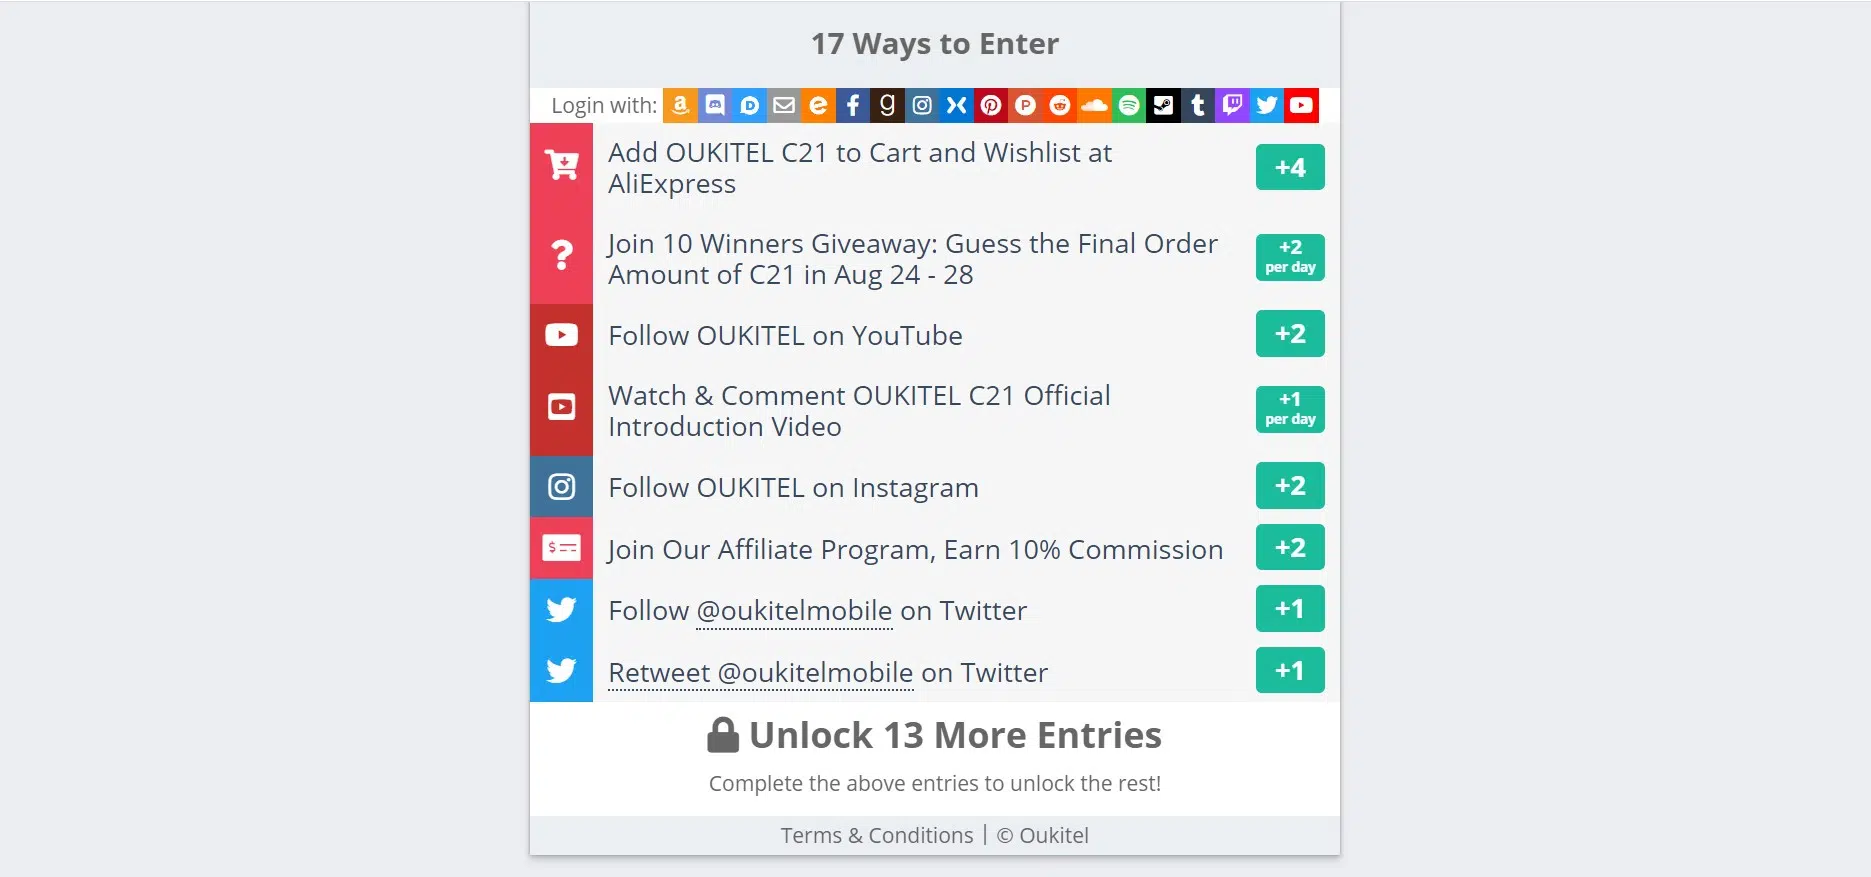 17 Ways to Enter
Login with:
Add OUKITEL C21 to Cart and Wishlist at
AliExpress
+4
Join 10 Winners Giveaway: Guess the Final Order
Amount of C21 in Aug 24 - 28
+2
per day
Follow OUKITEL on YouTube
+2
Watch & Comment OUKITEL C21 Official
Introduction Video
+1
per day
Follow OUKITEL on Instagram
+2
Join Our Affiliate Program, Earn 10% Commission
+2
Follow @oukitelmobile on Twitter
+1
Retweet @oukitelmobile on Twitter
+1
Unlock 13 More Entries
Complete the above entries to unlock the rest!
Terms & Conditions | © Oukitel